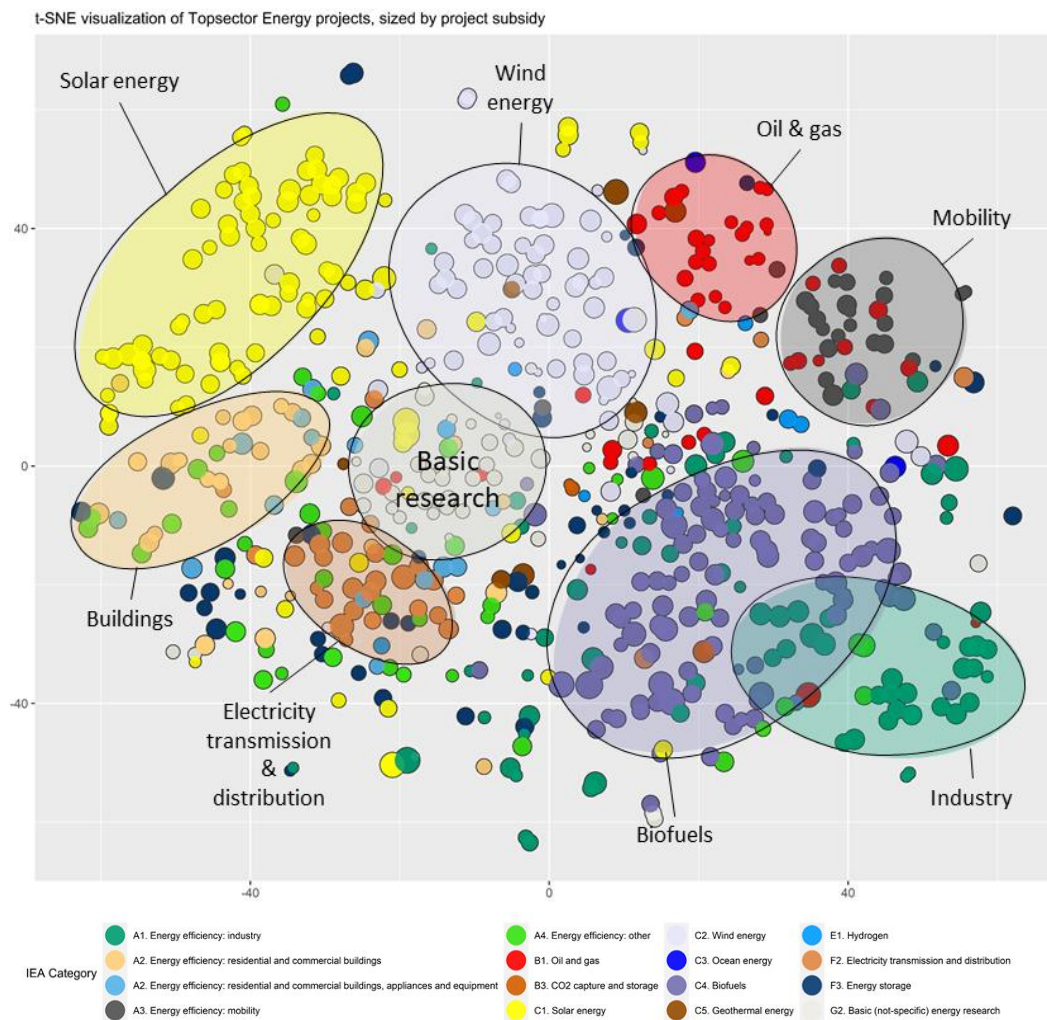 t-SNE visualization of Topsector Energy projects, sized by project subsidy
Solar energy
Wind
energy
Oil & gas
Mobility
40
Basic
research
0
Buildings
Electricity
transmission
&
distribution
-40
Industry
Biofuels
-40
0
40
IEA Category
A1. Energy efficiency: industry
A2. Energy efficiency: residential and commercial buildings
A2. Energy efficiency: residential and commercial buildings, appliances and equipment
A3. Energy efficiency: mobility
A4. Energy efficiency: other
B1. Oil and gas
B3. CO2 capture and storage
C1. Solar energy
C2. Wind energy
C3. Ocean energy
C4. Biofuels
C5. Geothermal energy
E1. Hydrogen
F2. Electricity transmission and distribution
F3. Energy storage
G2. Basic (not-specific) energy research